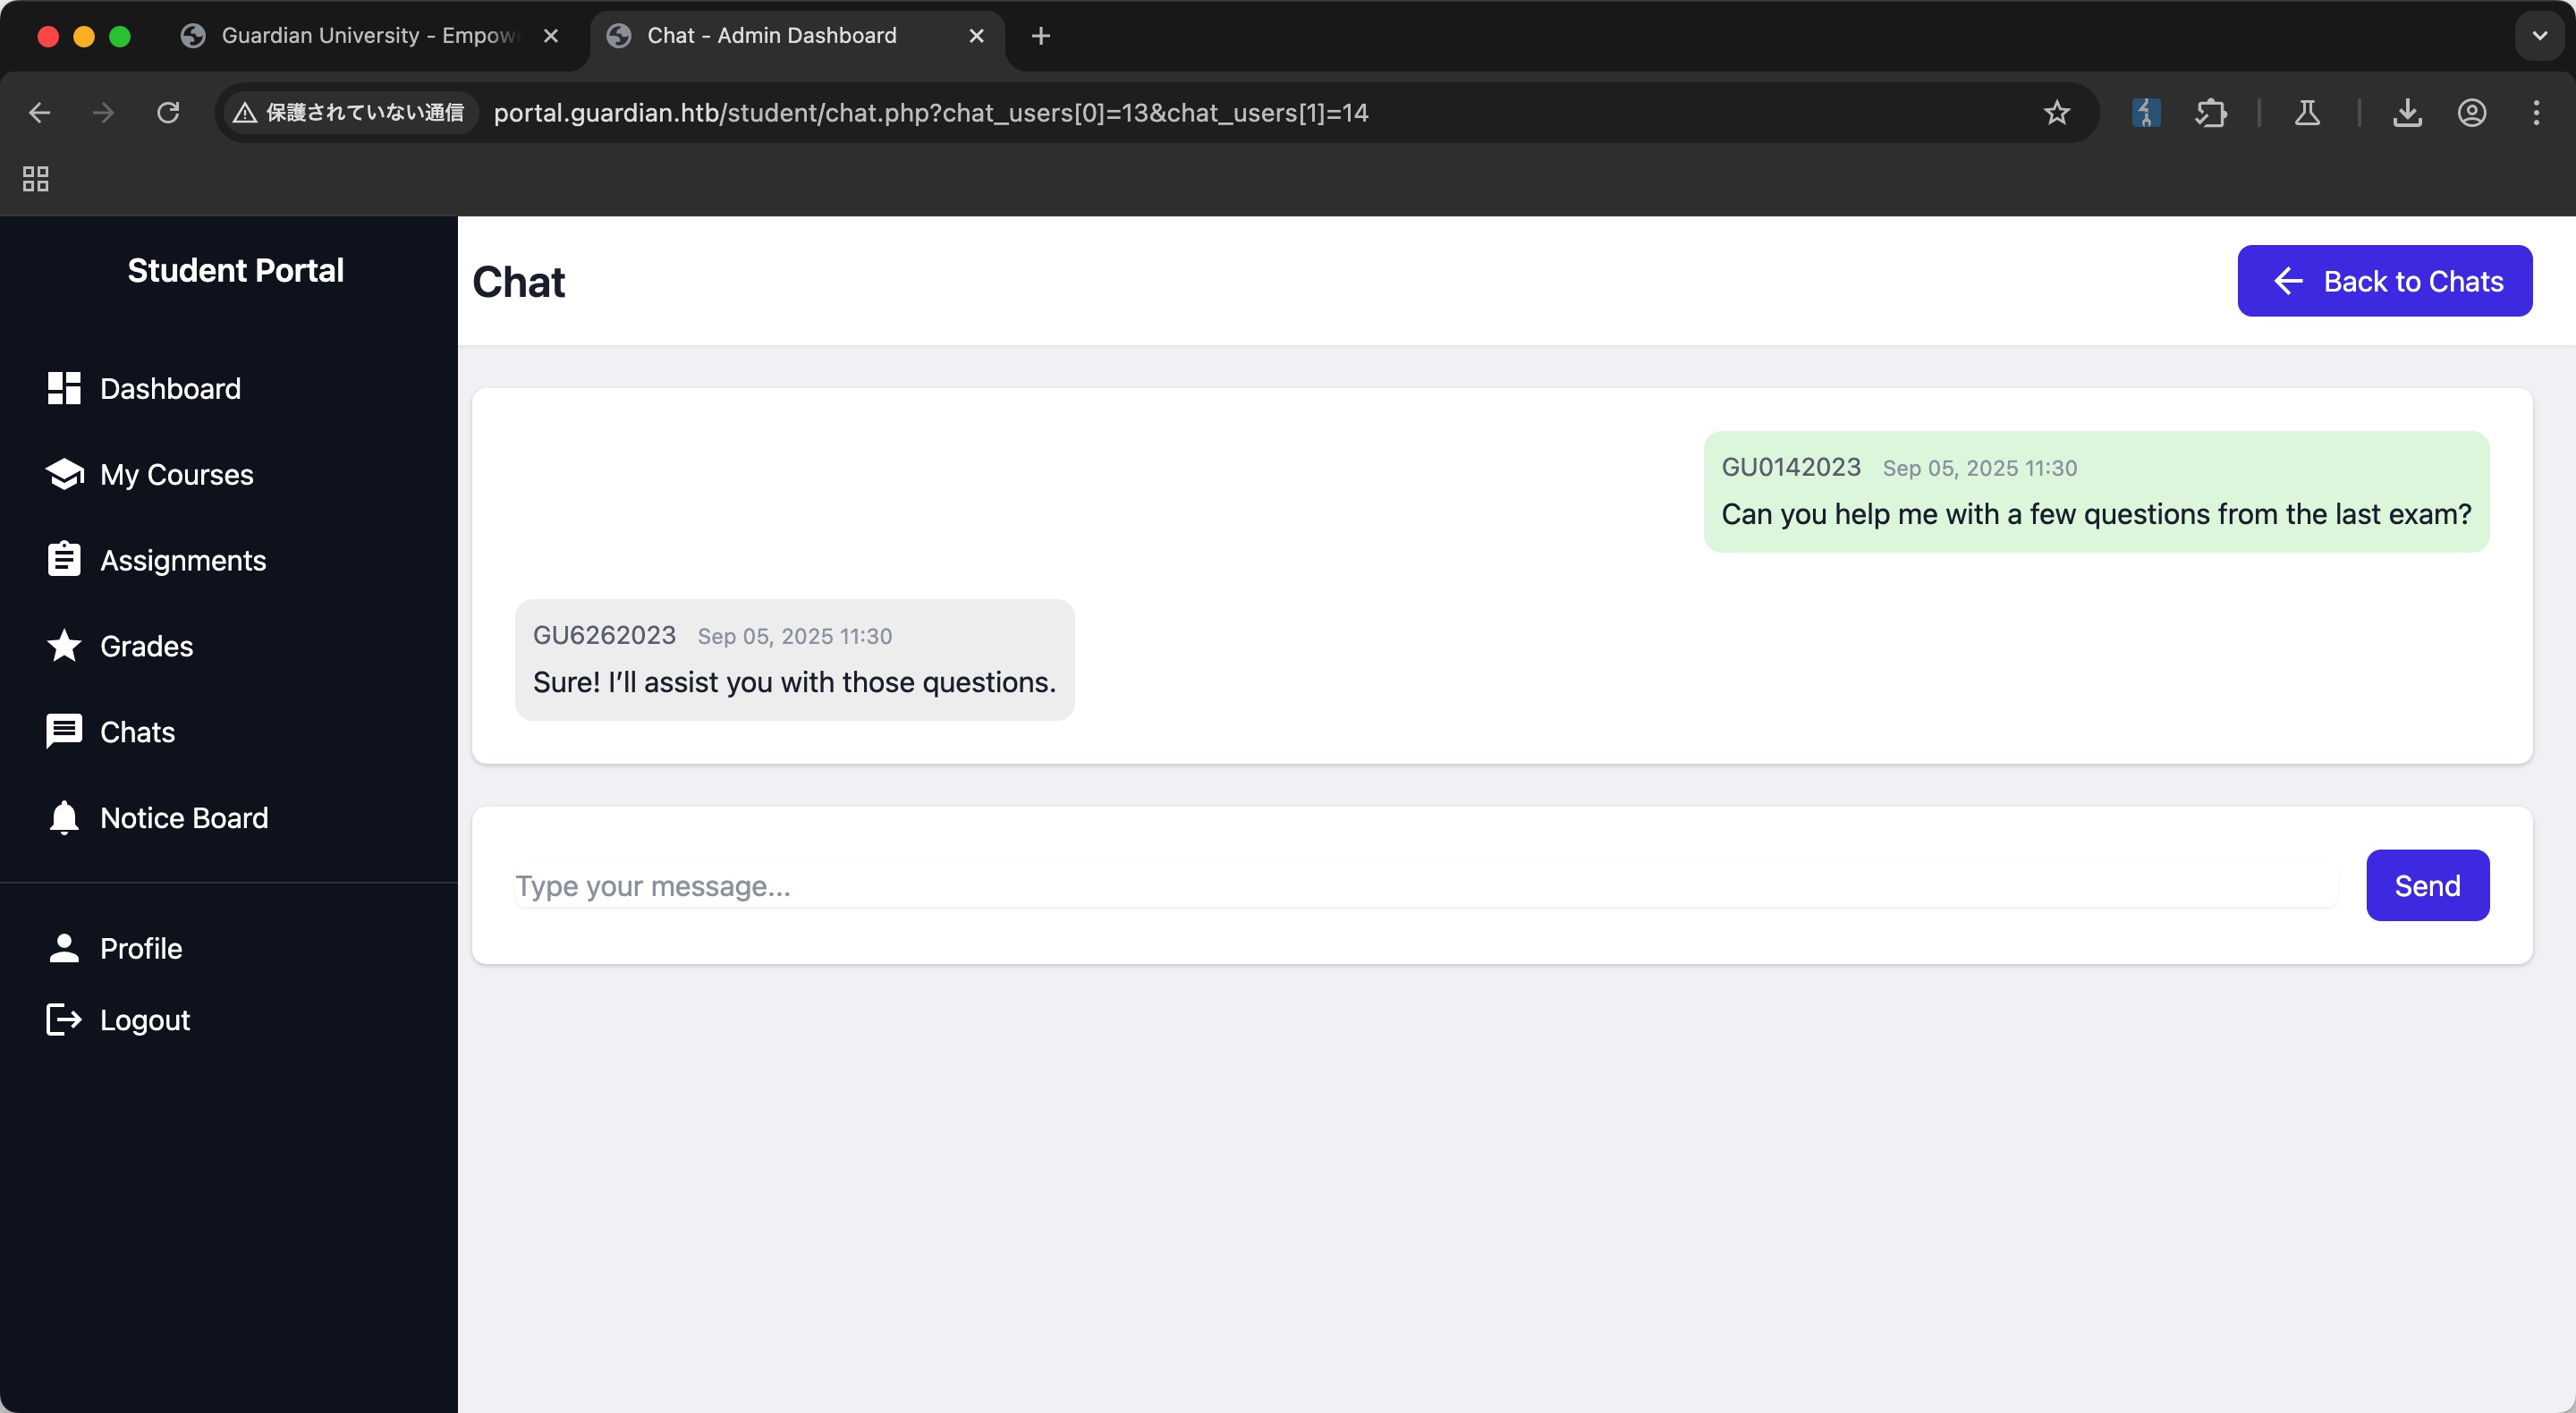 Guardian University - Empow
Chat - Admin Dashboard
保護されていない通信
portal.guardian.htb/student/chat.php?chat_users[0]=13&chat_users[1]=14
Student Portal
Dashboard
My Courses
Assignments
Grades
Chats
Notice Board
Profile
Logout
Chat
Back to Chats
GU0142023 Sep 05, 2025 11:30
Can you help me with a few questions from the last exam?
GU6262023 Sep 05, 2025 11:30
Sure! I’ll assist you with those questions.
Type your message...
Send